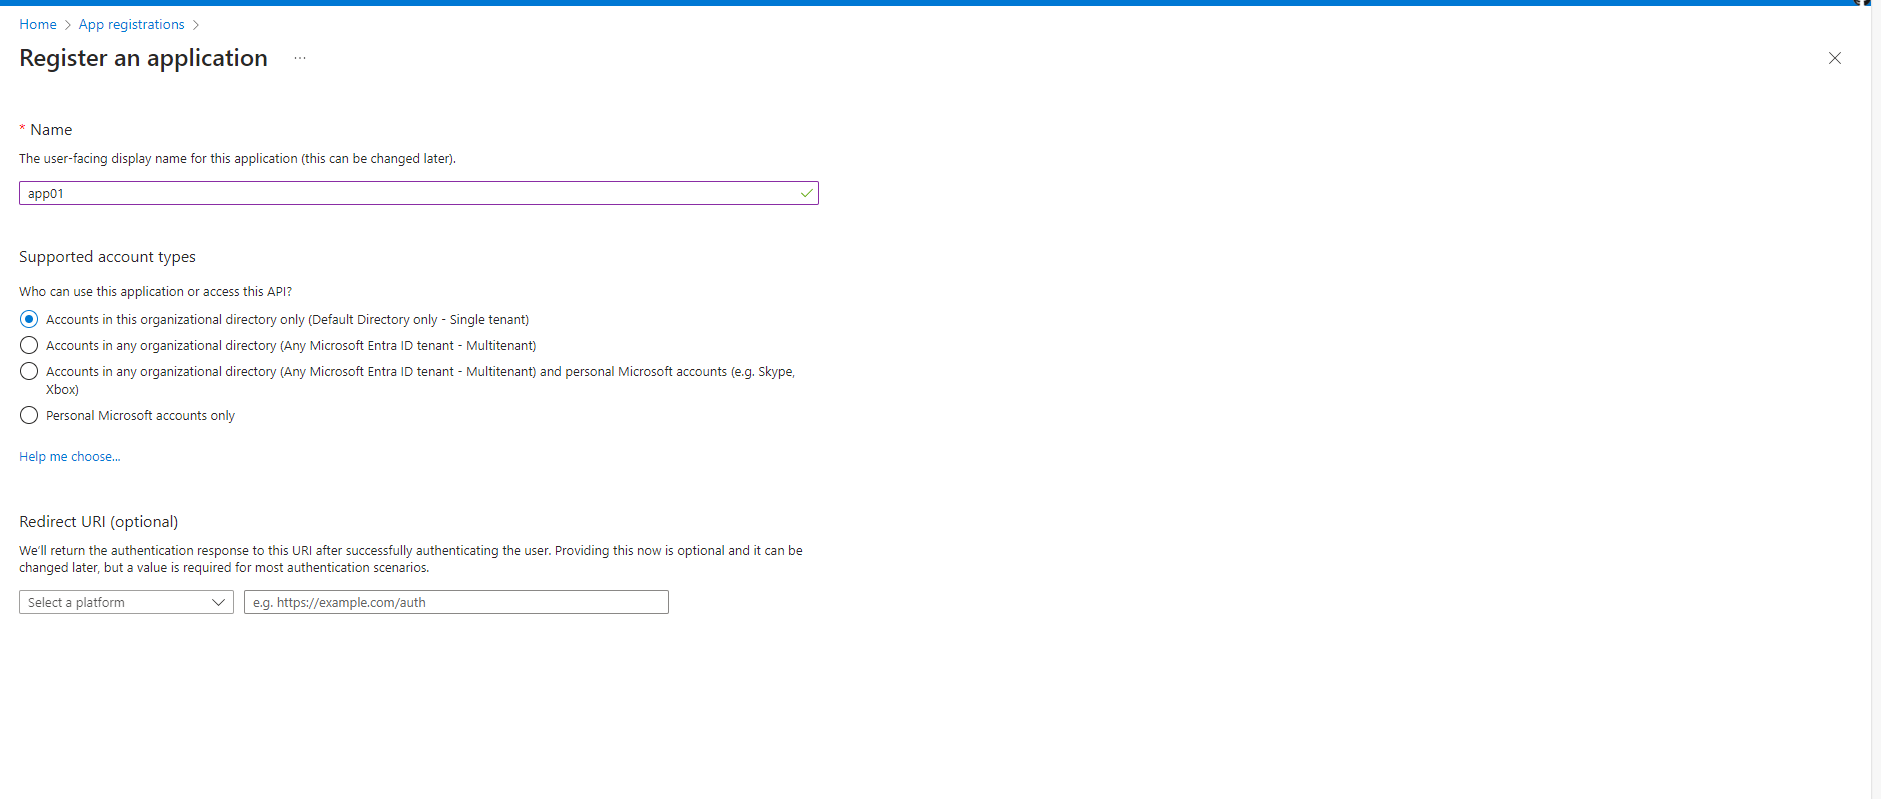 Home > App registrations >
Register an application ...
* Name
The user-facing display name for this application (this can be changed later).
app01
Supported account types
Who can use this application or access this API?
Accounts in this organizational directory only (Default Directory only - Single tenant)
Accounts in any organizational directory (Any Microsoft Entra ID tenant - Multitenant)
Accounts in any organizational directory (Any Microsoft Entra ID tenant - Multitenant) and personal Microsoft accounts (e.g. Skype,
Xbox)
Personal Microsoft accounts only
Help me choose...
Redirect URI (optional)
We'll return the authentication response to this URI after successfully authenticating the user. Providing this now is optional and it can be
changed later, but a value is required for most authentication scenarios.
Select a platform e.g. https://example.com/auth